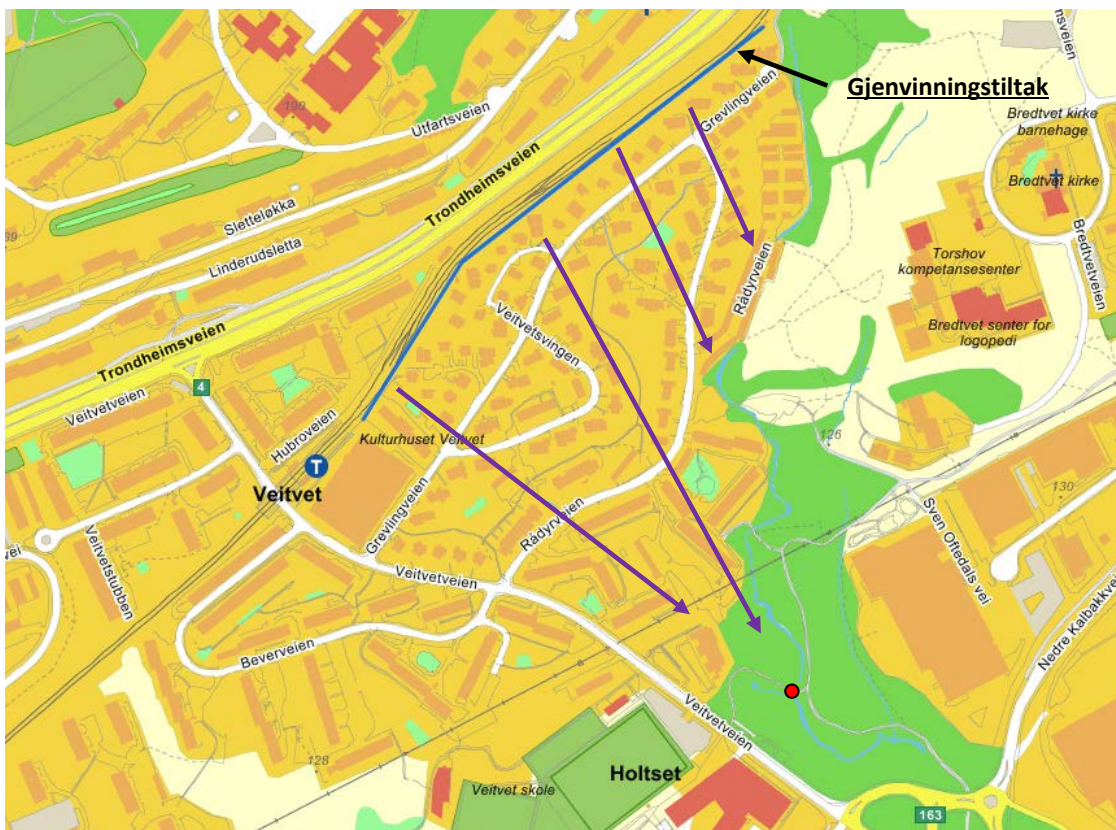 Gjenvinningstiltak
Grevlingveien
Utfartsveien
Trondheimsveien
Sletteløkka
Linderudsletta
Bredtvet kirke
barnehage
Bredtvet kirke
Bredtvetveien
Torshov
kompetansesenter
Bredtvet senter for
logopedi
Rådyrveien
Veitvetsvingen
Trondheimsveien
Veitvetveien
4
Hubroveien
Kulturhuset Veitvet
T
Veitvet
126
130
Sven Oftedals vei
Grevlingveien
Rådyrveien
Veitvetstubben
Veitvetveien
Beverveien
Nedre Kalbakkvei
Veitvetveien
128
Holtset
Veitvet skole
163